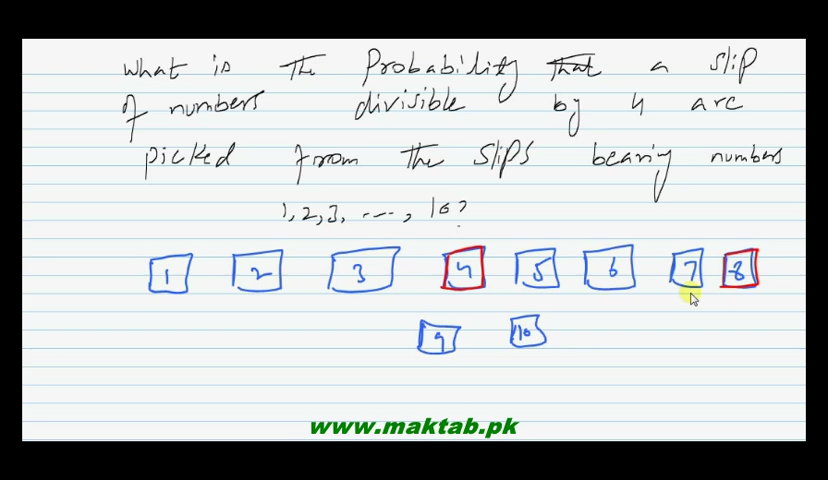 what is the Probability that a slip
of numbers divisible by 4 are
picked from the slips bearing numbers
1, 2, 3, ----, 10?
1 2 3 4 5 6 7 8
9 10
www.maktab.pk